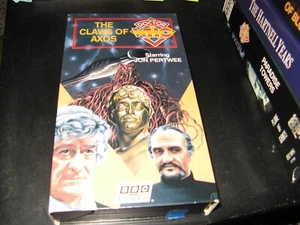 THE
CLAWS OF
AXOS
DOCTOR
WHO
Starring
JON PERTWEE
BBC
THE HARTNELL YEARS
PARADISE
TOWERS